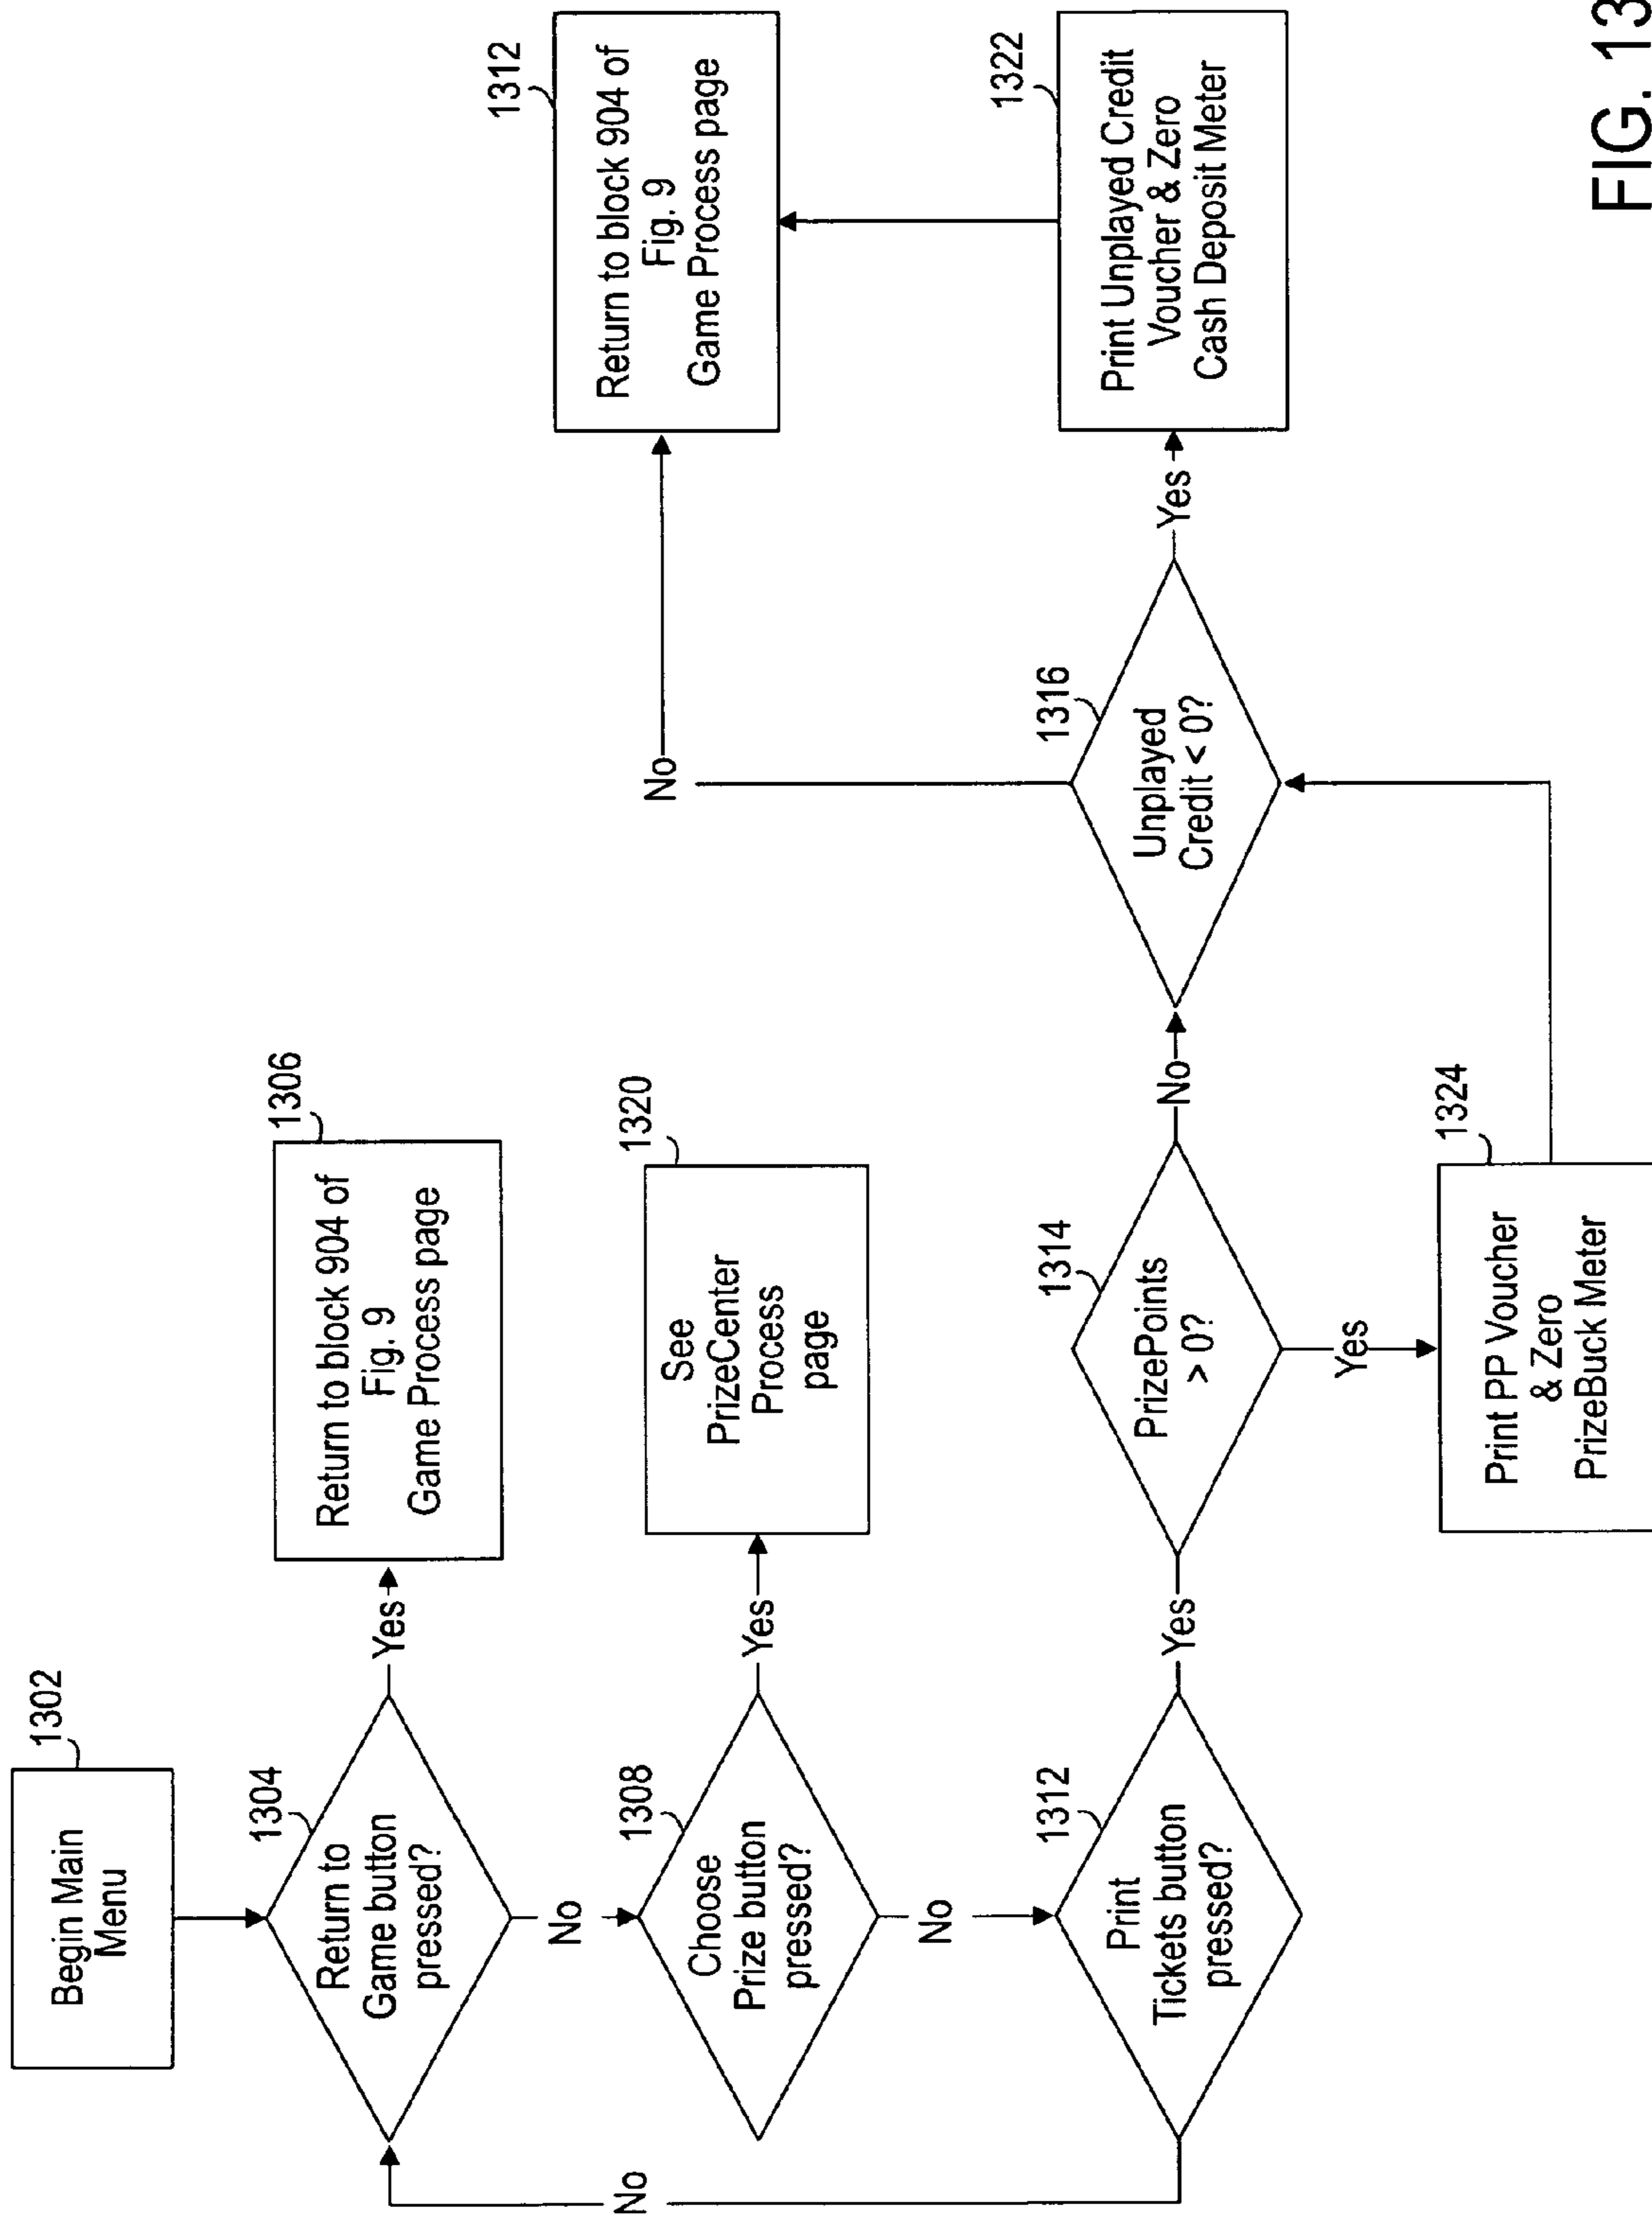 1302
Begin Main
Menu
1304
Return to
Game button
pressed?
Yes
1306
Return to block 904 of
Fig. 9
Game Process page
No
1308
Choose
Prize button
pressed?
Yes
1320
See
PrizeCenter
Process
page
No
1312
Print
Tickets button
pressed?
No
Yes
1314
PrizePoints
> 0?
Yes
1324
Print PP Voucher
& Zero
PrizeBuck Meter
No
1316
Unplayed
Credit < 0?
No
1312
Return to block 904 of
Fig. 9
Game Process page
Yes
1322
Print Unplayed Credit
Voucher & Zero
Cash Deposit Meter
FIG. 13